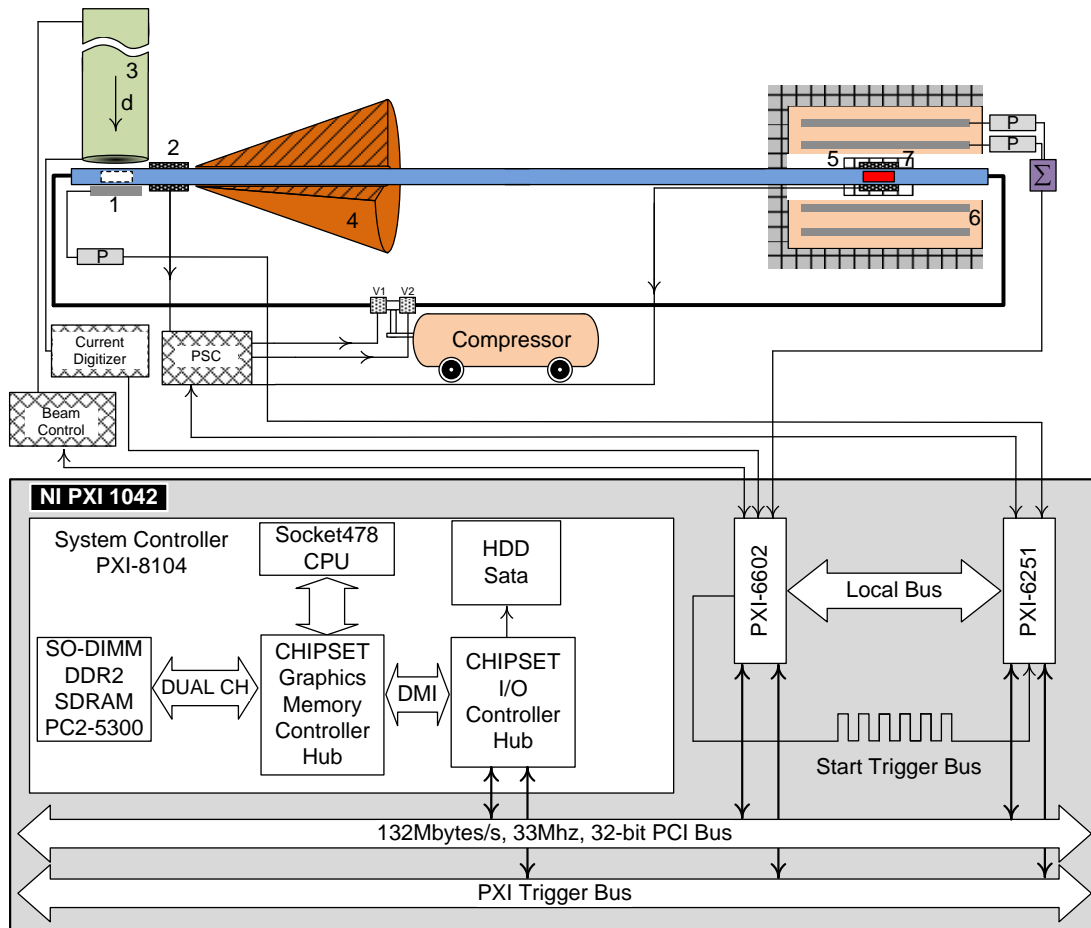 3
d
2
1
4
5
7
6
P
P
Σ
P
V1
V2
Compressor
Current
Digitizer
PSC
Beam
Control
NI PXI 1042
System Controller
PXI-8104
Socket478
CPU
HDD
Sata
SO-DIMM
DDR2
SDRAM
PC2-5300
DUAL CH
CHIPSET
Graphics
Memory
Controller
Hub
DMI
CHIPSET
I/O
Controller
Hub
PXI-6602
Local Bus
PXI-6251
Start Trigger Bus
132Mbytes/s, 33Mhz, 32-bit PCI Bus
PXI Trigger Bus